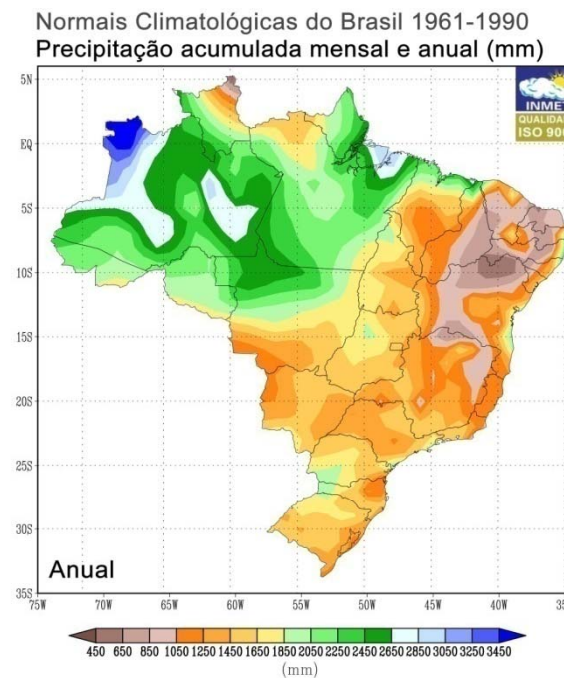 Normais Climatológicas do Brasil 1961-1990
Precipitação acumulada mensal e anual (mm)
5N
EQ
5S
10S
15S
20S
25S
30S
35S
INMET
QUALIDA
ISO 900
Anual
75W 70W 65W 60W 55W 50W 45W 40W 35W
450 650 850 1050 1250 1450 1650 1850 2050 2250 2450 2650 2850 3050 3250 3450
(mm)